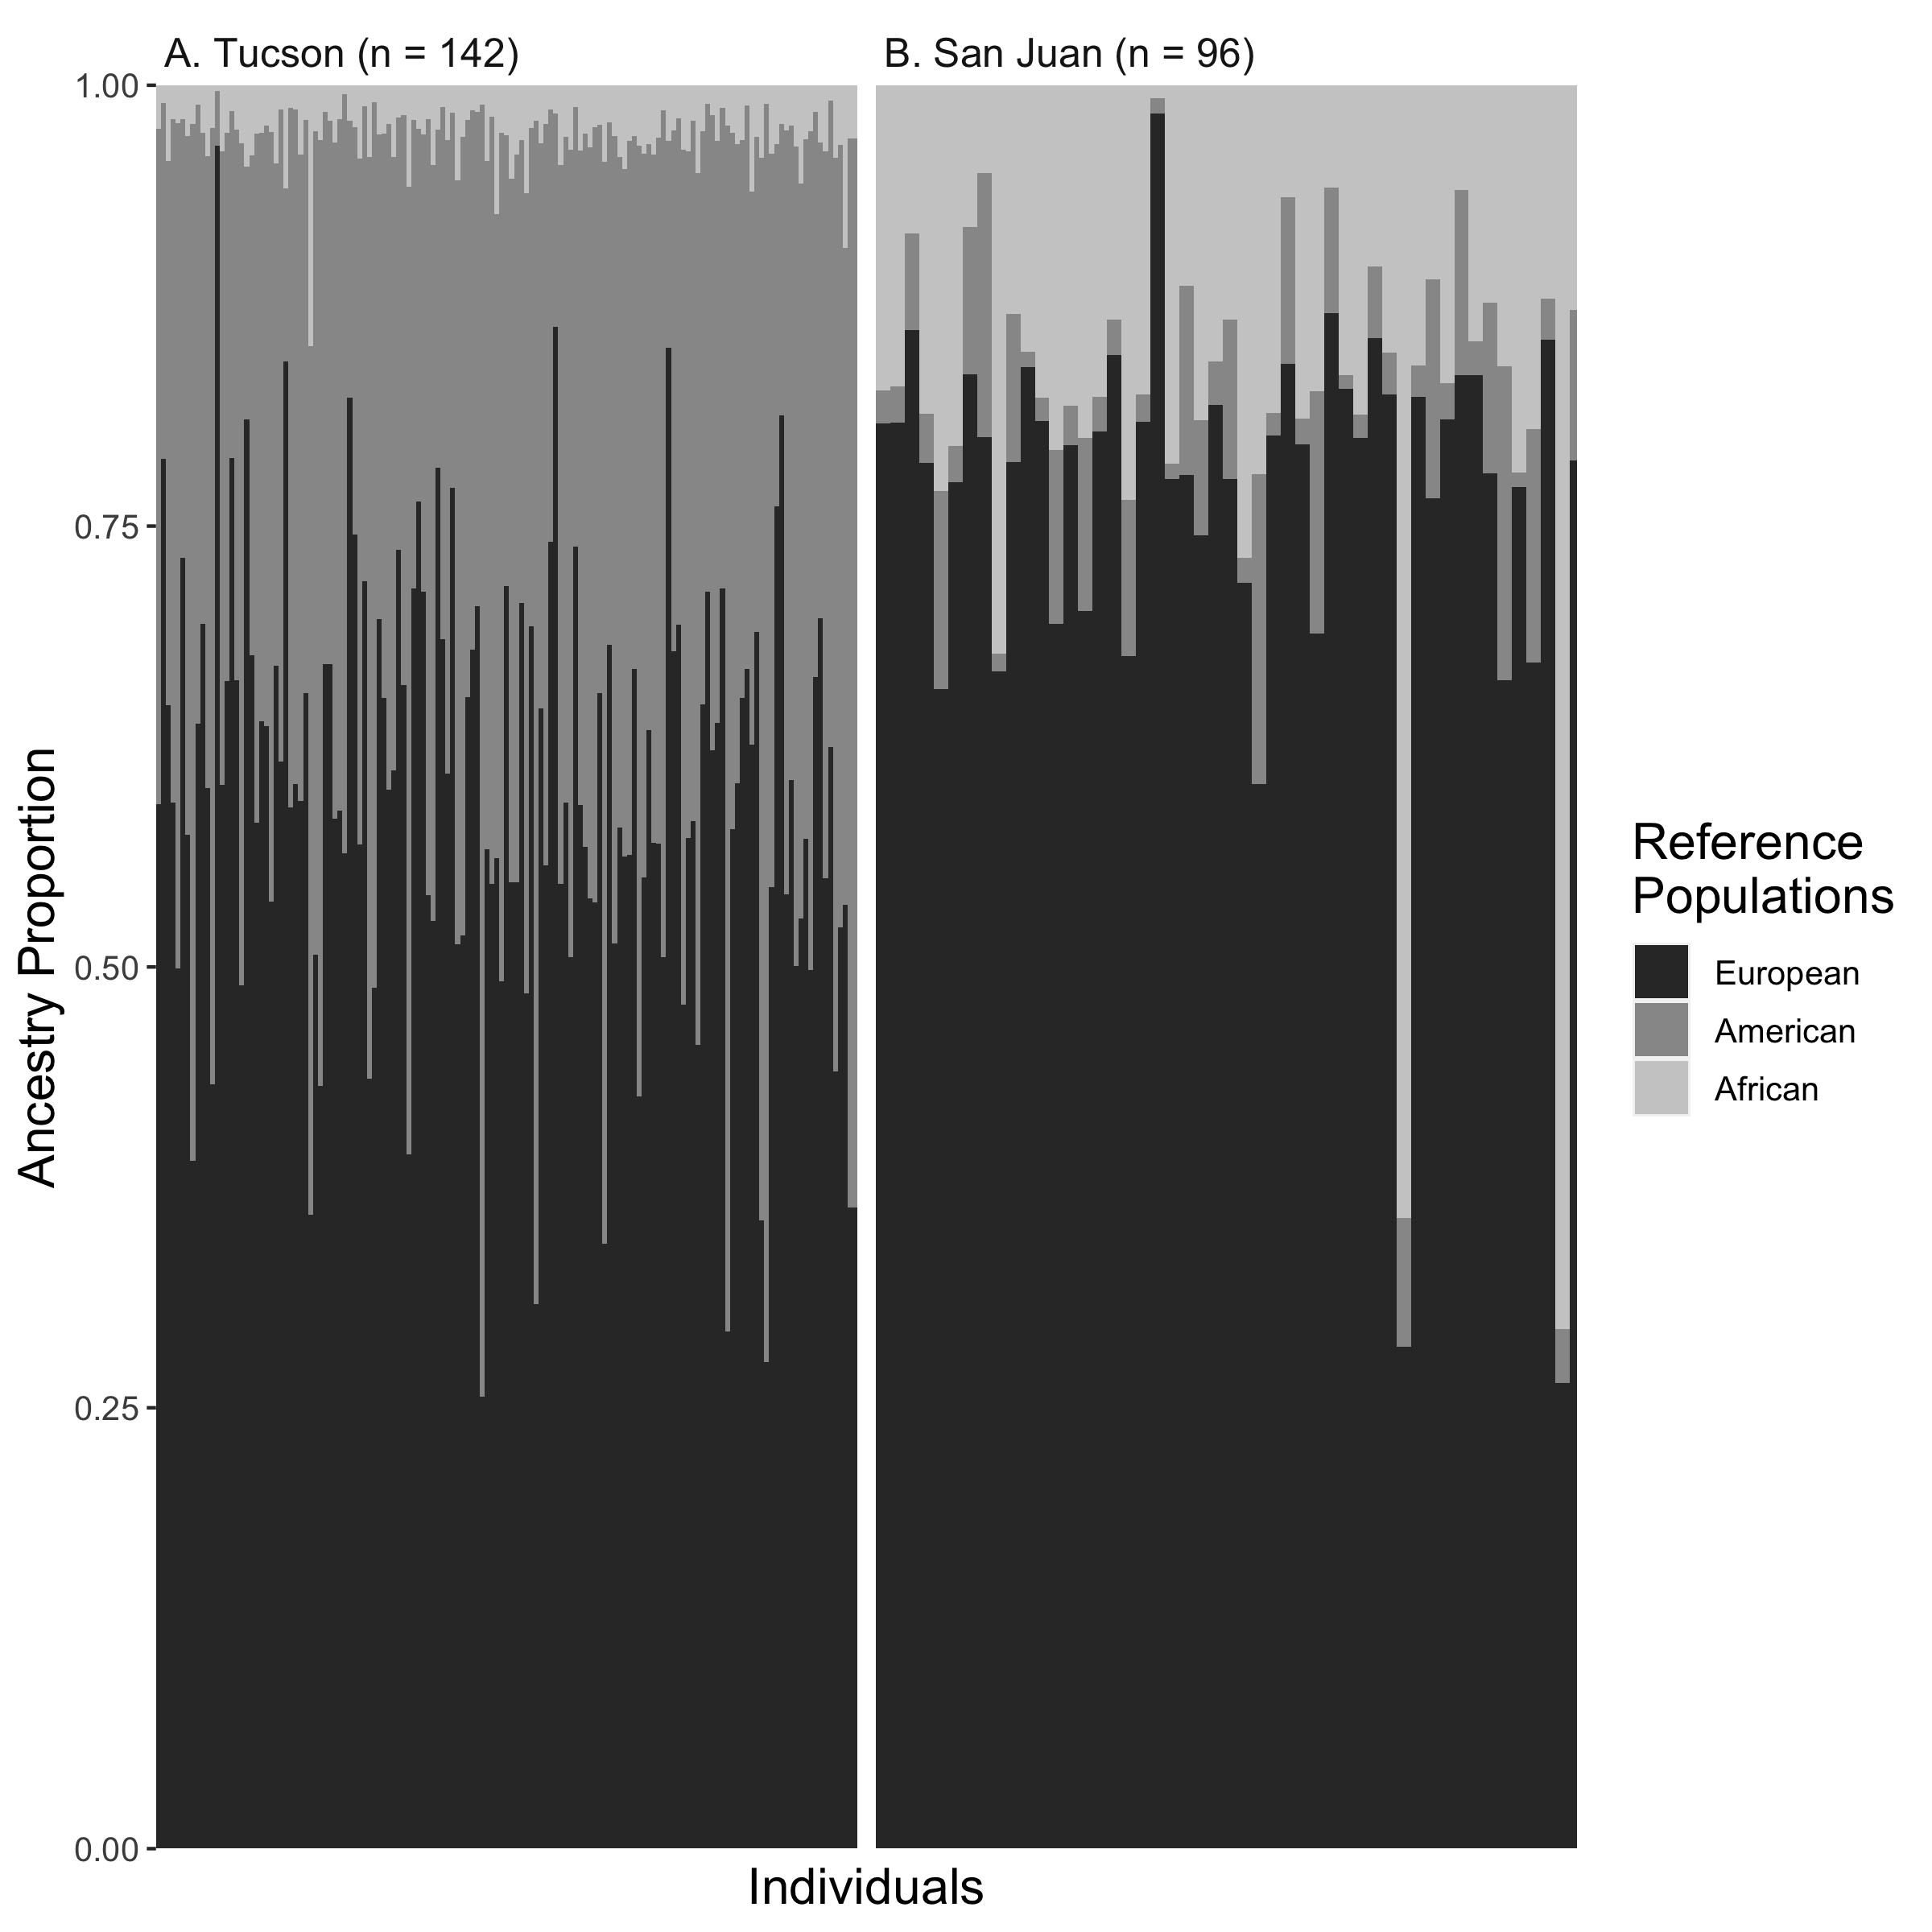 A. Tucson (n = 142)
B. San Juan (n = 96)
1.00
0.75
0.50
0.25
0.00
Ancestry Proportion
Individuals
Reference
Populations
European
American
African